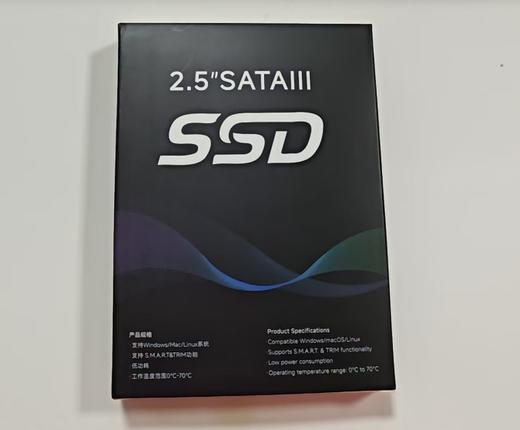 2.5"SATAIII
SSD
产品规格
·支持Windows/Mac/Linux系统
·支持 S.M.A.R.T&TRIM功能
·低功耗
·工作温度范围0°C-70°C
Product Specifications
·Compatible Windows/macOS/Linux
·Supports S.M.A.R.T. & TRIM functionality
·Low power consumption
·Operating temperature range: 0°C to 70°C